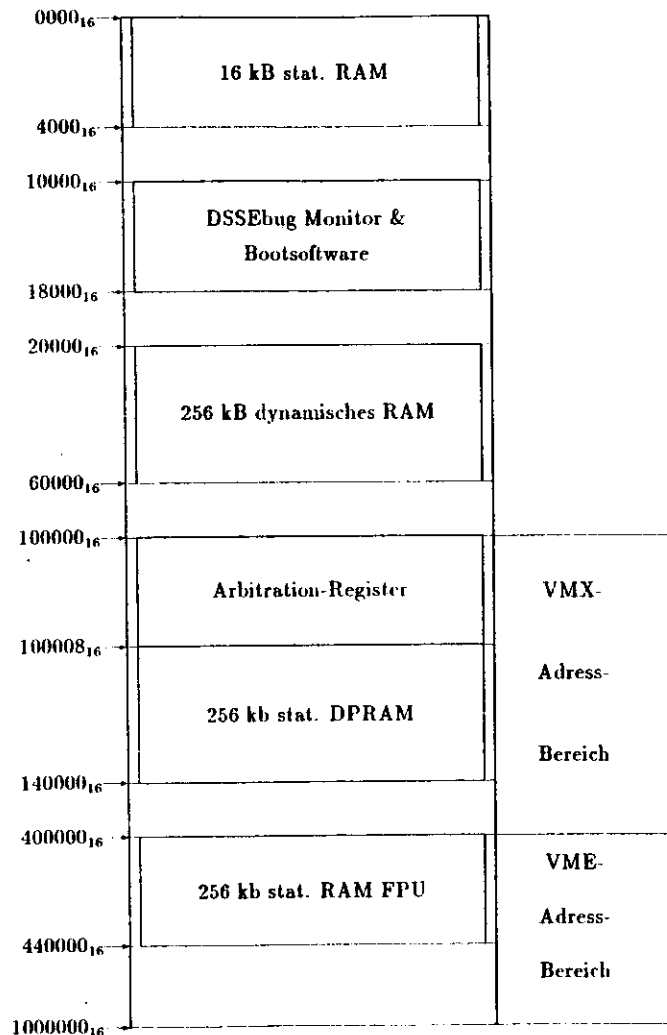 0000₁₆
16 kB stat. RAM
4000₁₆
10000₁₆
DSSEbug Monitor &
Bootsoftware
18000₁₆
20000₁₆
256 kB dynamisches RAM
60000₁₆
100000₁₆
Arbitration-Register
VMX-
100008₁₆
Adress-
256 kb stat. DPRAM
Bereich
140000₁₆
400000₁₆
VME-
256 kb stat. RAM FPU
Adress-
440000₁₆
Bereich
1000000₁₆